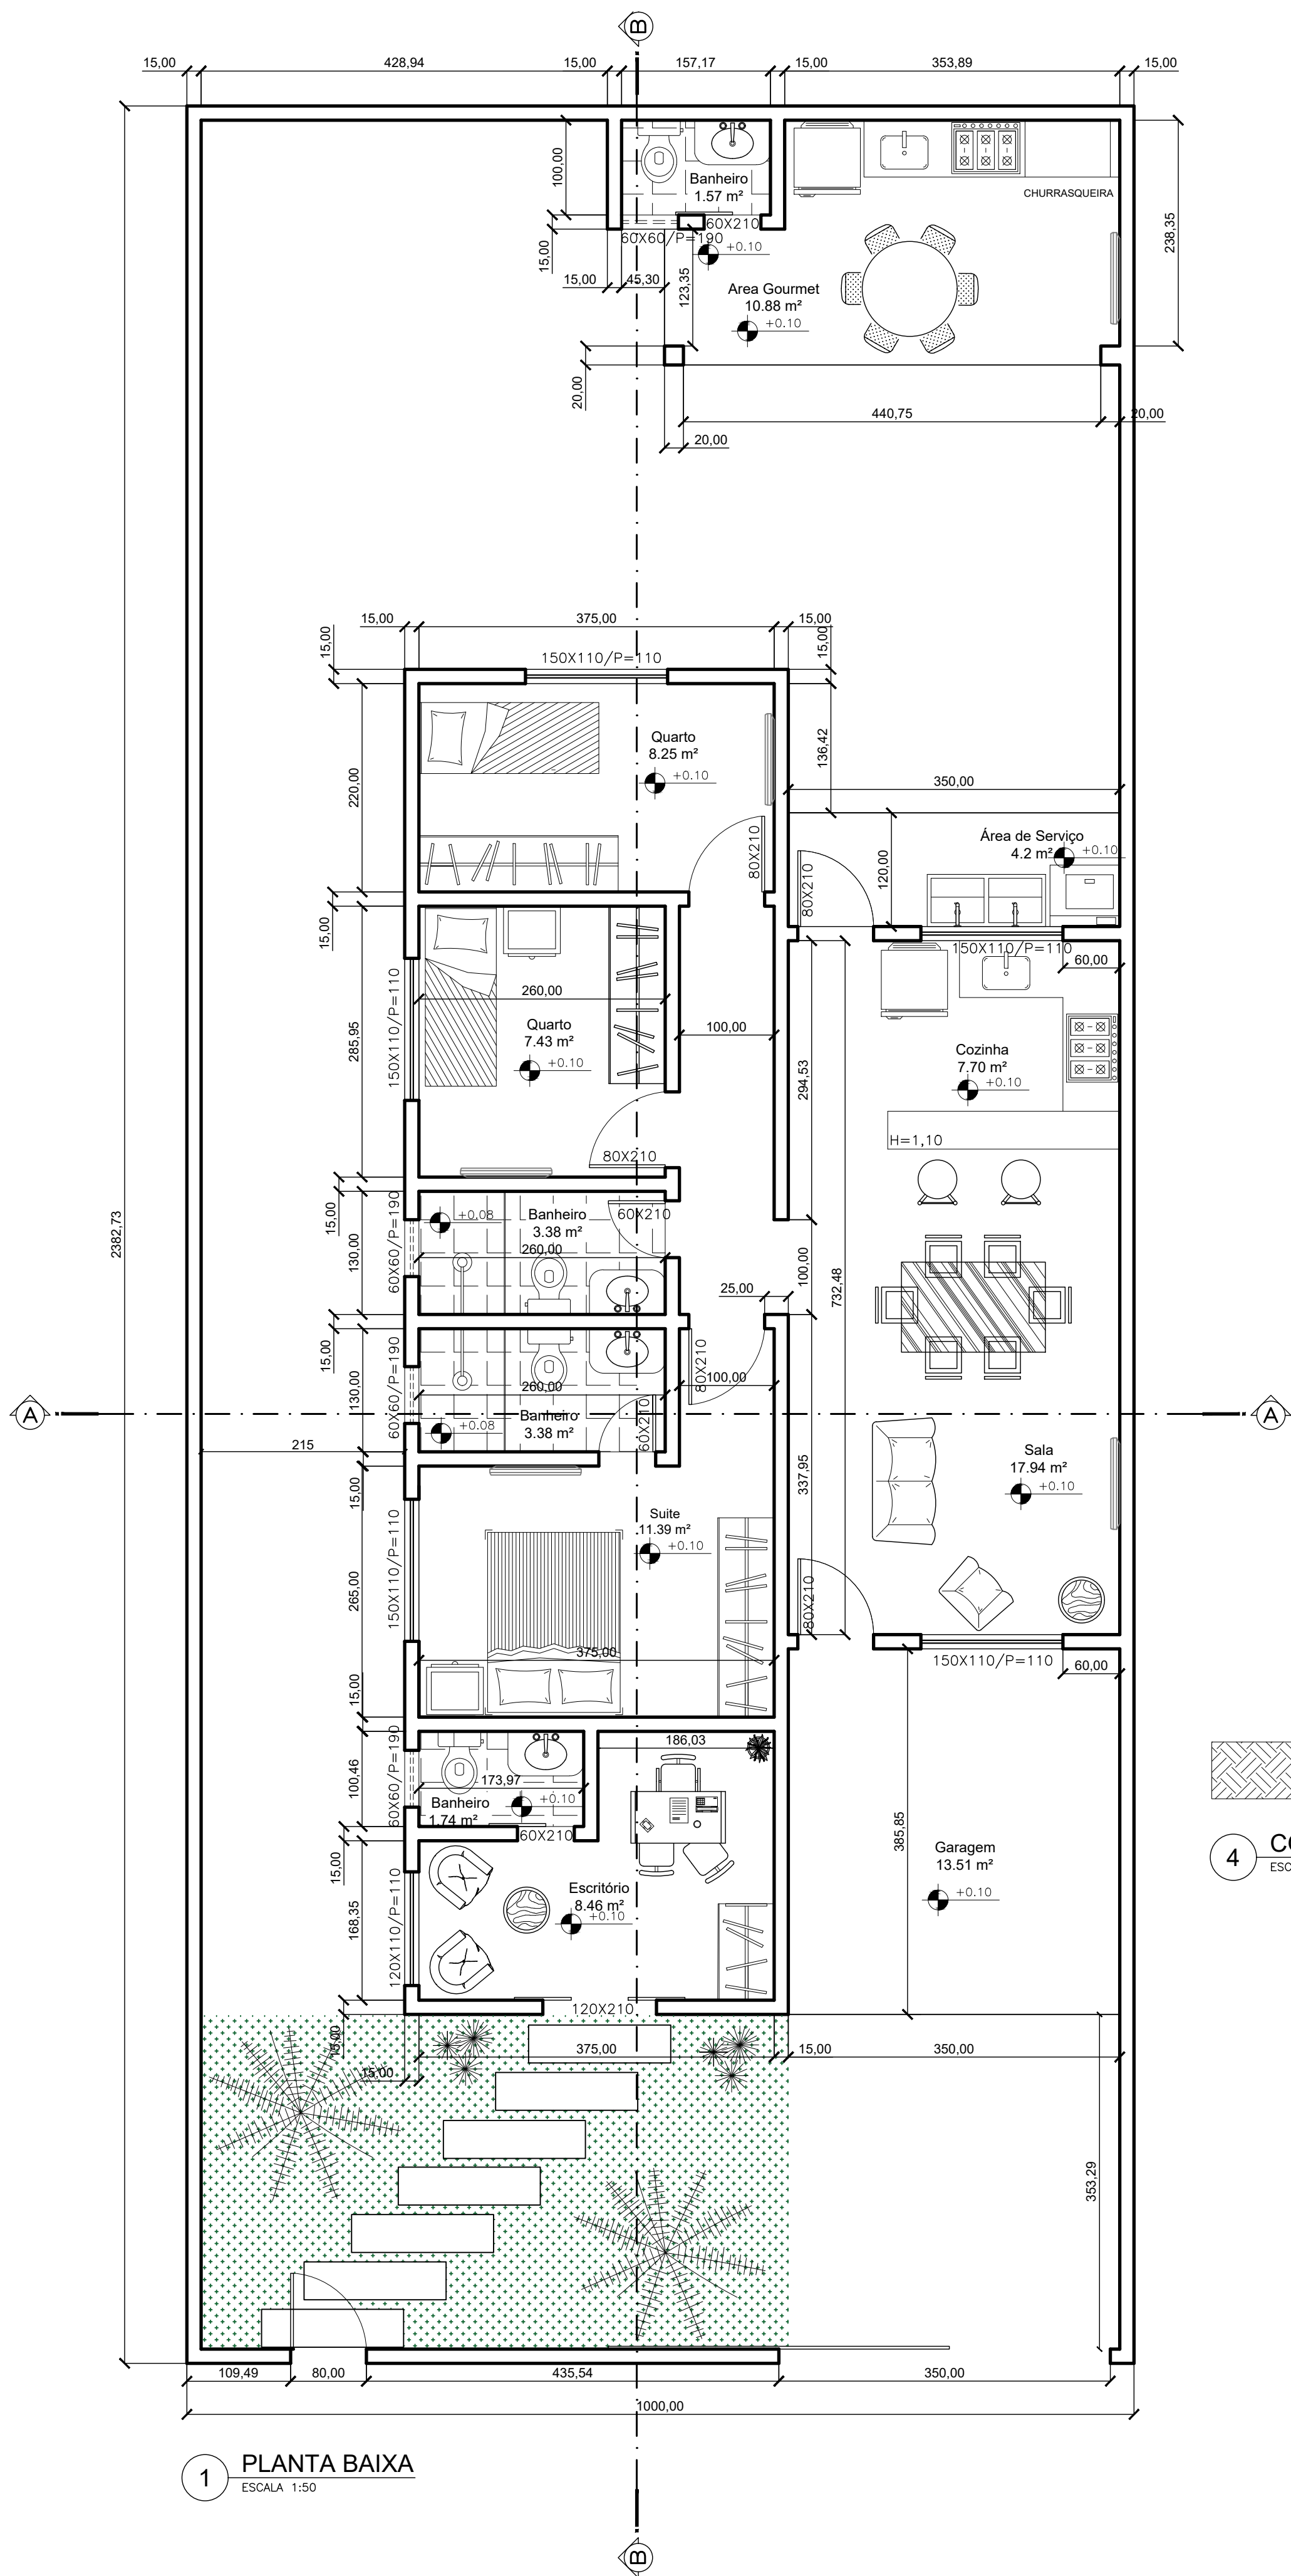 B
15,00
428,94
15,00
157,17
15,00
353,89
15,00
100,00
Banheiro
1.57 m²
CHURRASQUEIRA
60X210
60X60/P=190
+0.10
15,00
15,00
45,30
123,35
Area Gourmet
10.88 m²
+0.10
238,35
20,00
440,75
20,00
20,00
15,00
375,00
15,00
15,00
15,00
150X110/P=110
Quarto
8.25 m²
+0.10
220,00
136,42
350,00
80X210
Área de Serviço
4.2 m²
+0.10
80X210
120,00
15,00
150X110/P=110
60,00
260,00
Quarto
7.43 m²
+0.10
150X110/P=110
285,95
100,00
294,53
Cozinha
7.70 m²
+0.10
H=1,10
80X210
15,00
60X60/P=190
+0.08
Banheiro
3.38 m²
60X210
260,00
130,00
2382,73
25,00
100,00
732,48
15,00
60X60/P=190
130,00
80X210
260,00
100,00
Banheiro
3.38 m²
+0.08
60X210
A
A
215
15,00
337,95
Sala
17.94 m²
+0.10
Suite
11.39 m²
+0.10
150X110/P=110
265,00
80X210
375,00
150X110/P=110
60,00
15,00
186,03
60X60/P=190
100,46
173,97
Banheiro
1.74 m²
+0.10
60X210
15,00
385,85
Garagem
13.51 m²
+0.10
Escritório
8.46 m²
+0.10
120X110/P=110
168,35
120X210
15,00
375,00
15,00
350,00
15,00
353,29
109,49
80,00
435,54
350,00
1000,00
4
CO
ESC
1
PLANTA BAIXA
ESCALA 1:50
B